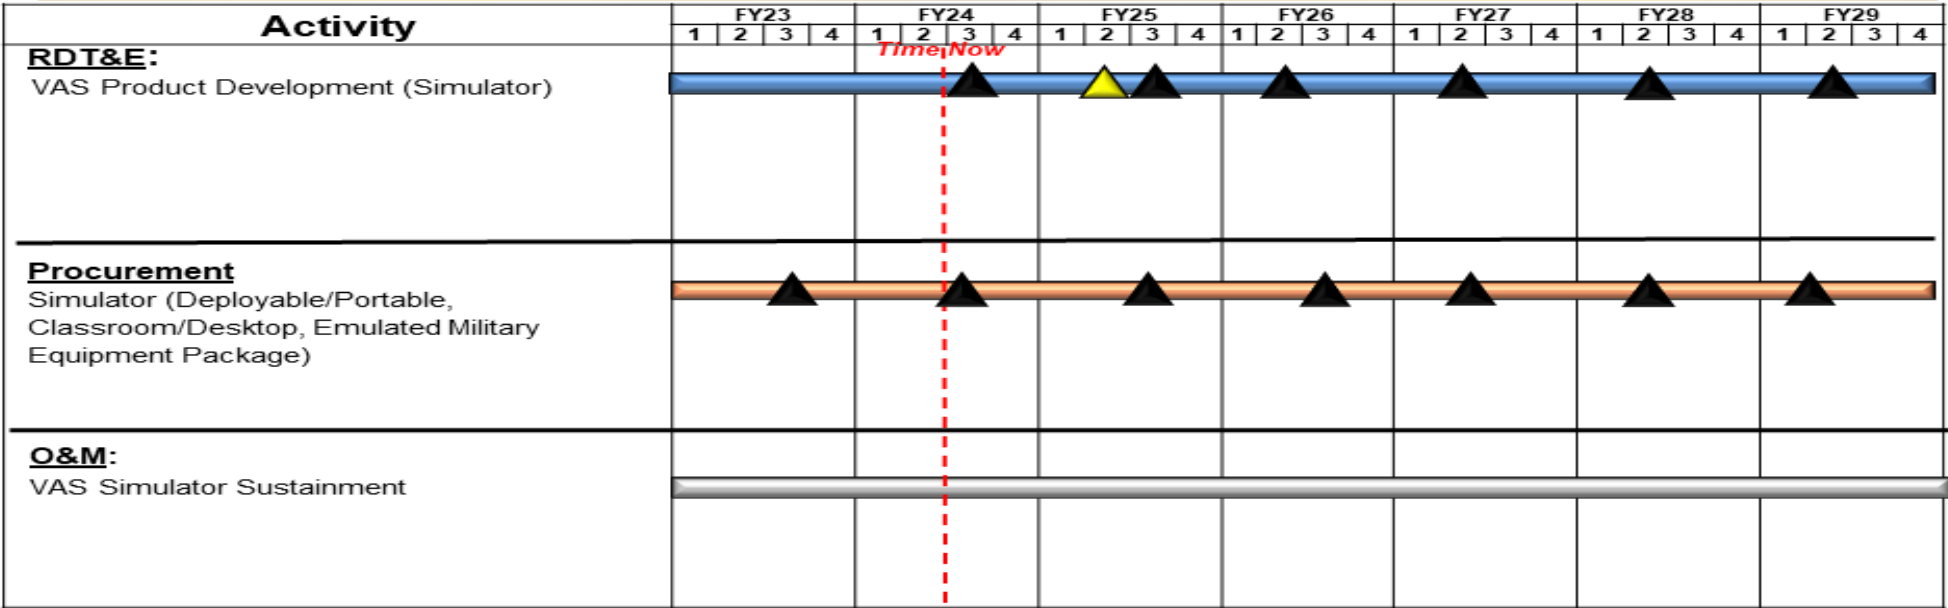 Activity
FY23 FY24 FY25 FY26 FY27 FY28 FY29
1 2 3 4 1 2 3 4 1 2 3 4 1 2 3 4 1 2 3 4 1 2 3 4 1 2 3 4
Time Now
RDT&E:
VAS Product Development (Simulator)
Procurement
Simulator (Deployable/Portable,
Classroom/Desktop, Emulated Military
Equipment Package)
O&M:
VAS Simulator Sustainment